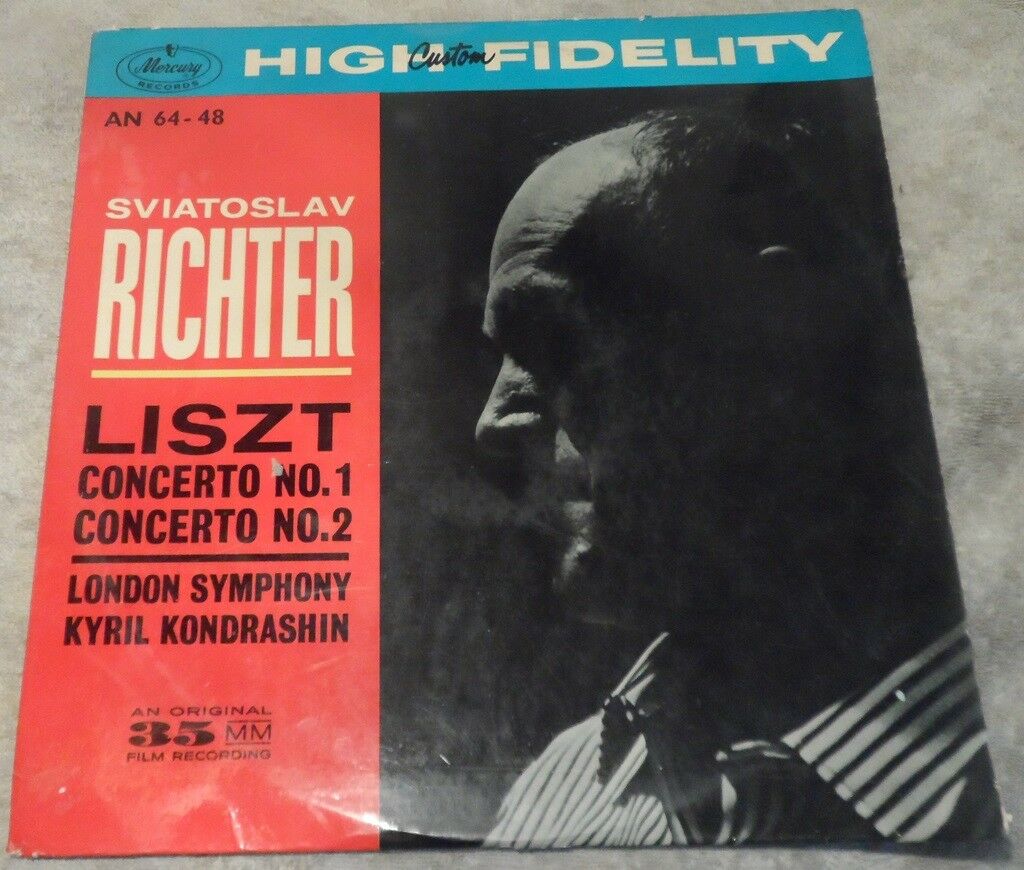 Mercury
RECORDS
HIGH FIDELITY
Custom
AN 64-48
SVIATOSLAV
RICHTER
LISZT
CONCERTO NO.1
CONCERTO NO.2
LONDON SYMPHONY
KYRIL KONDRASHIN
AN ORIGINAL
35 MM
FILM RECORDING